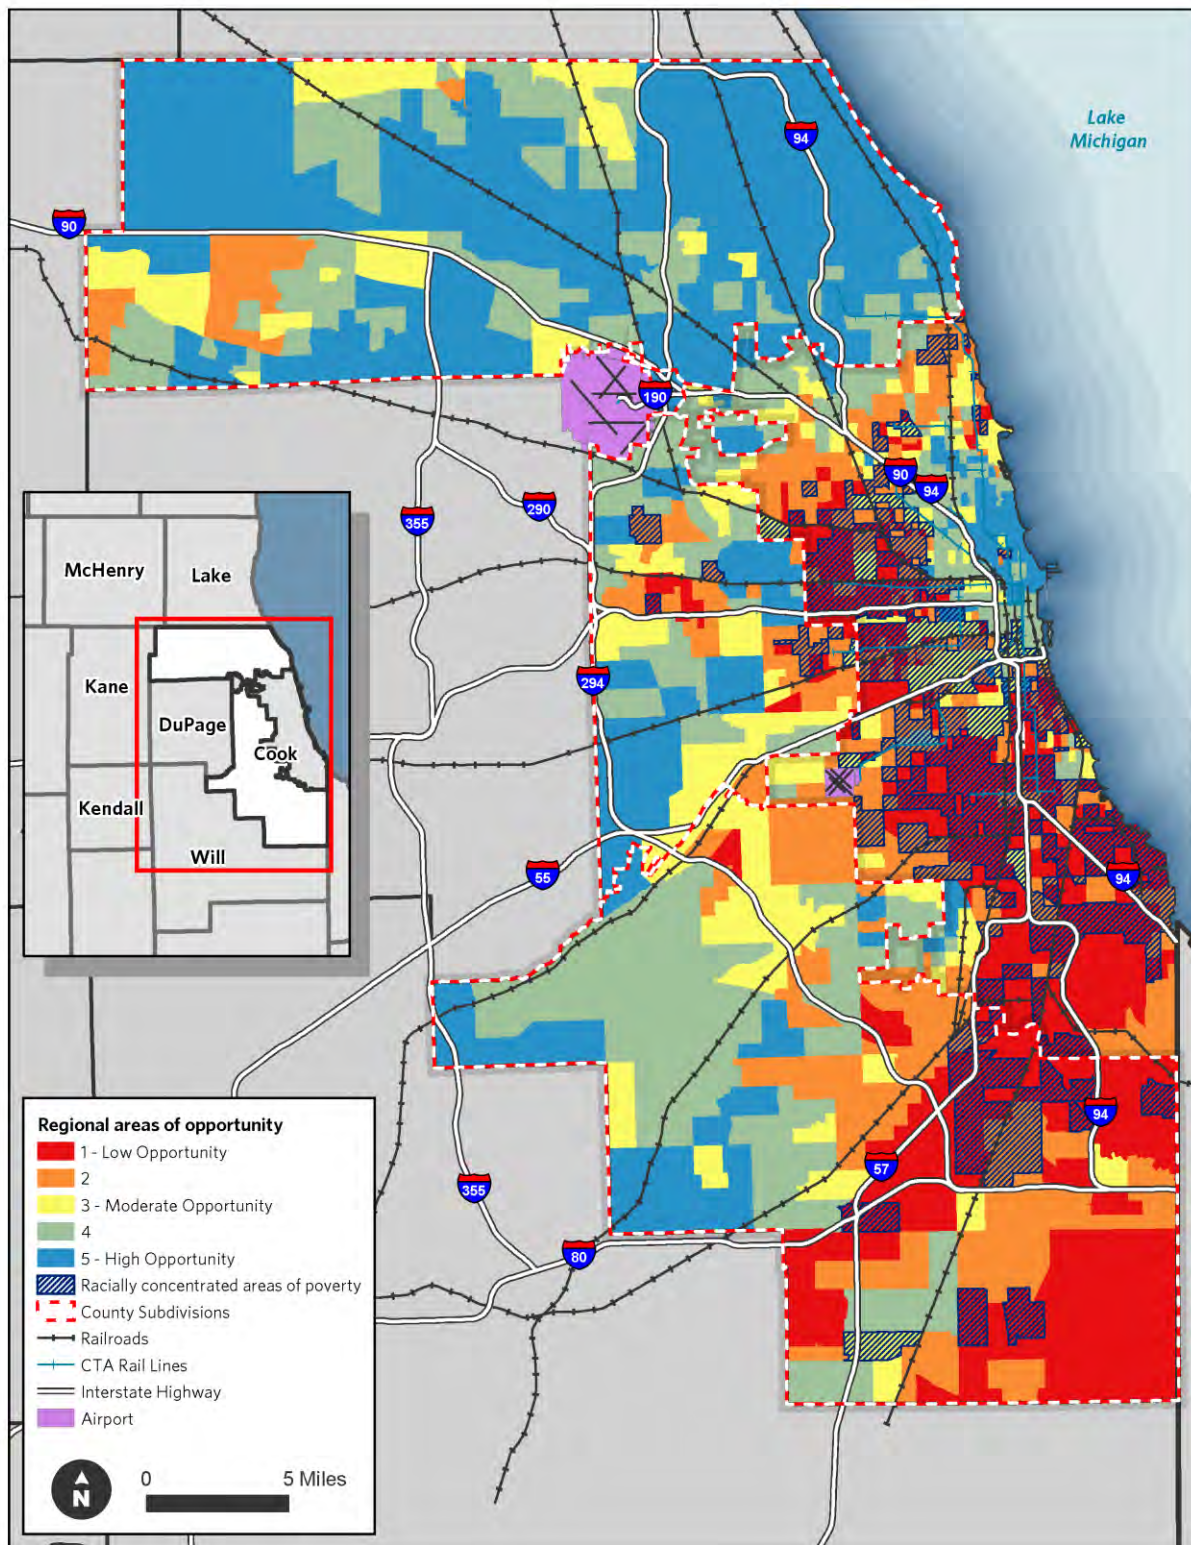 Lake
Michigan
94
90
190
90
94
290
355
294
55
94
94
57
355
80
McHenry
Lake
Kane
DuPage
Cook
Kendall
Will
Regional areas of opportunity
1 - Low Opportunity
2
3 - Moderate Opportunity
4
5 - High Opportunity
Racially concentrated areas of poverty
County Subdivisions
Railroads
CTA Rail Lines
Interstate Highway
Airport
N
0 5 Miles